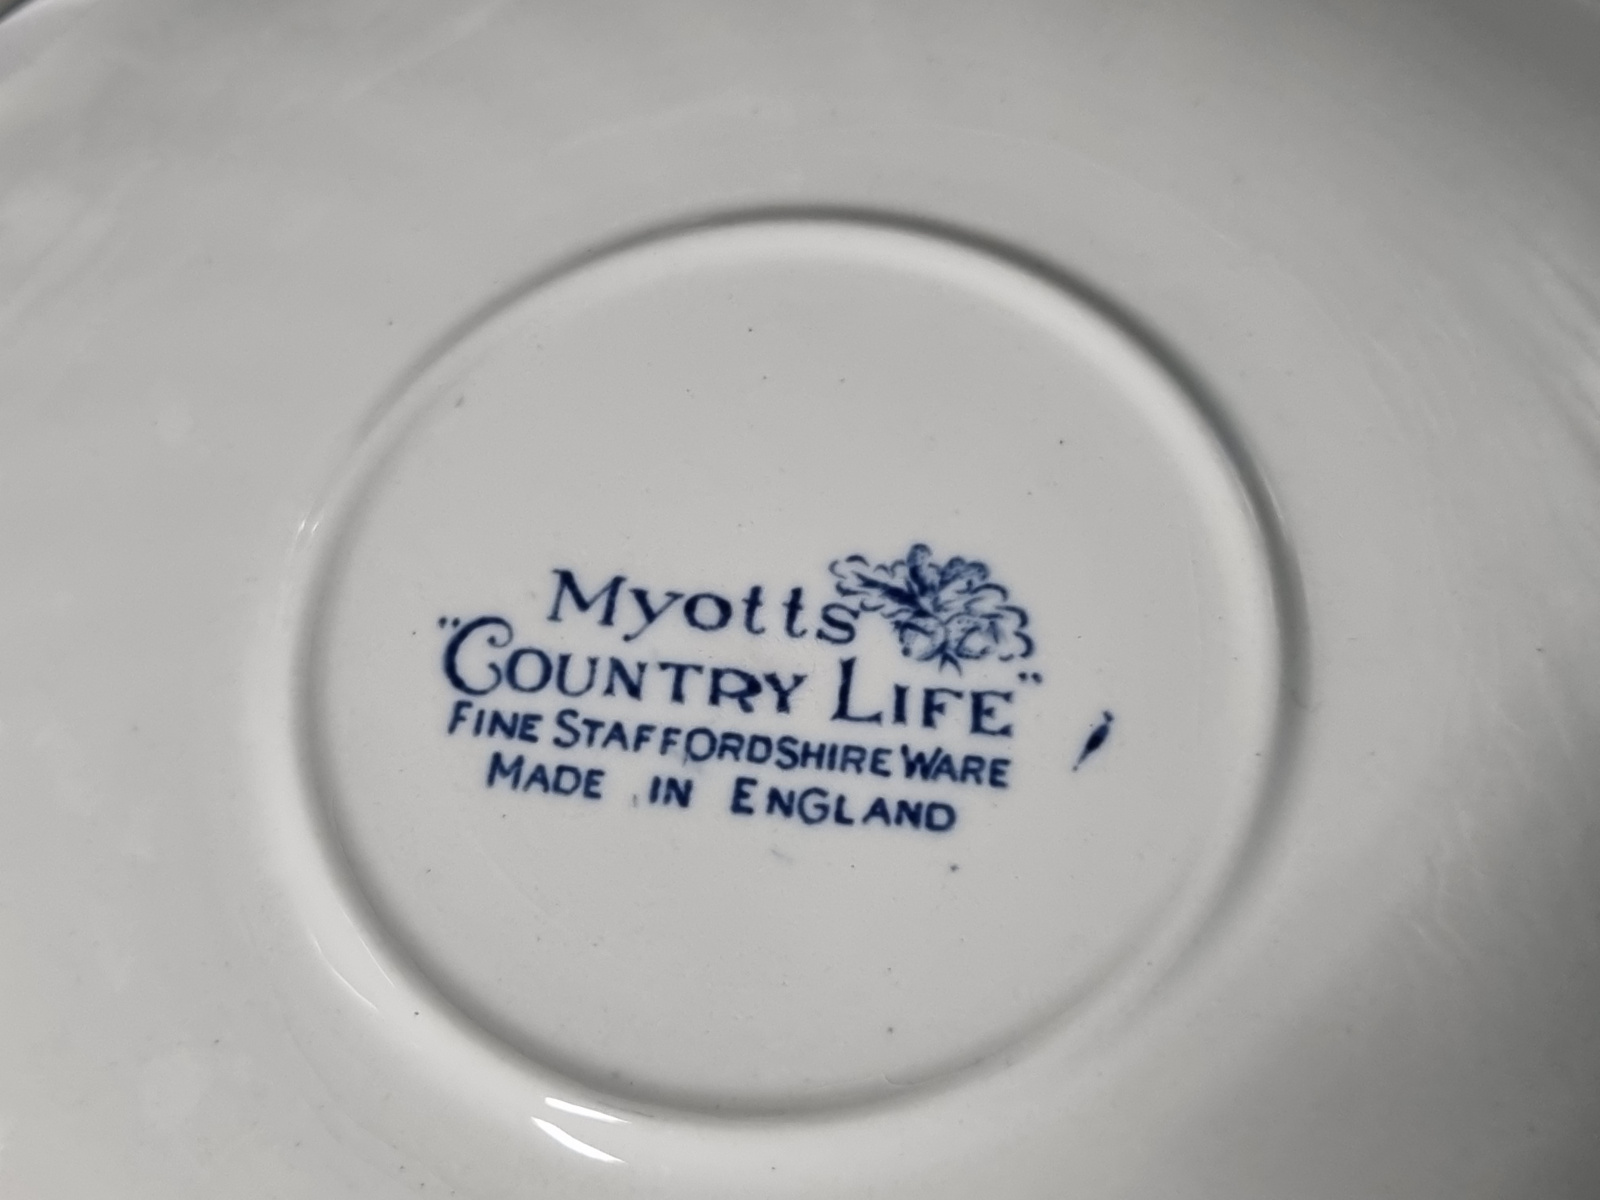 Myotts
"COUNTRY LIFE"
FINE STAFFORDSHIRE WARE
MADE IN ENGLAND